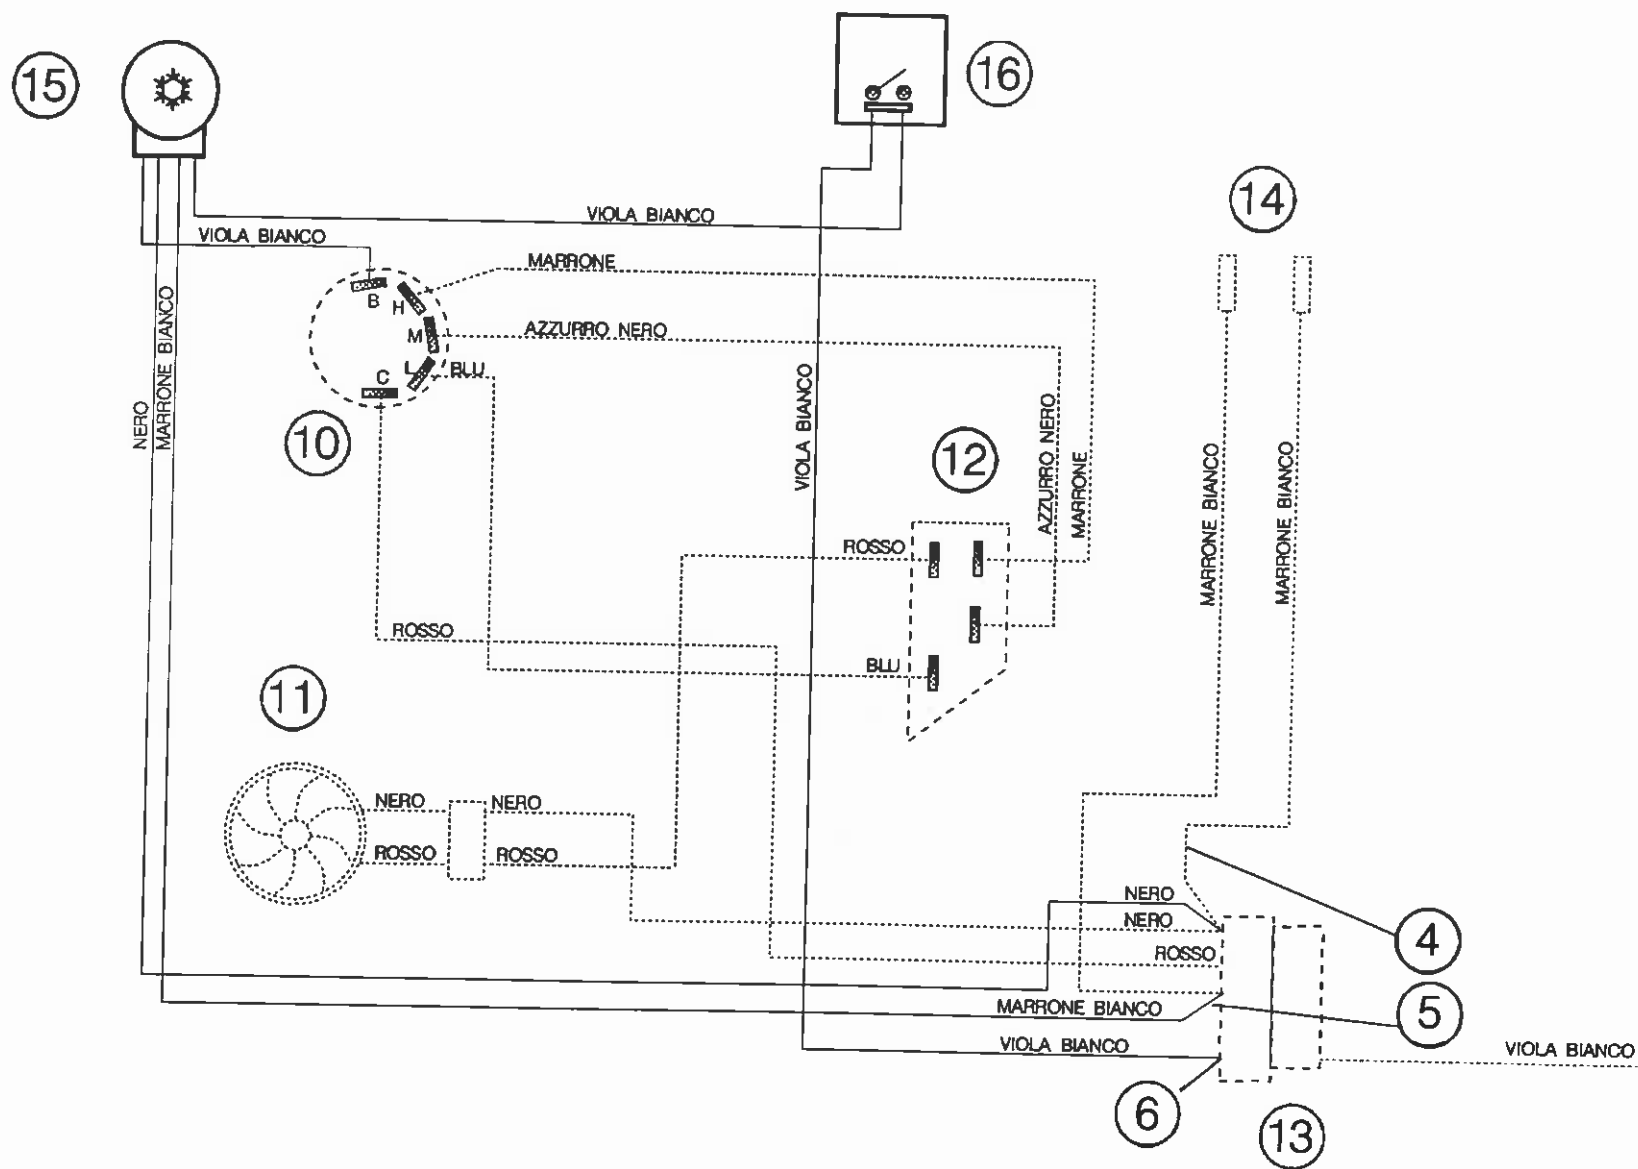 15
16
14
VIOLA BIANCO
VIOLA BIANCO
MARRONE
B
H
M
AZZURRO NERO
L
BLU
C
NERO
MARRONE BIANCO
10
VIOLA BIANCO
12
AZZURRO NERO
MARRONE
MARRONE BIANCO
MARRONE BIANCO
ROSSO
ROSSO
BLU
11
NERO
NERO
ROSSO
ROSSO
NERO
NERO
ROSSO
4
MARRONE BIANCO
5
VIOLA BIANCO
VIOLA BIANCO
6
13